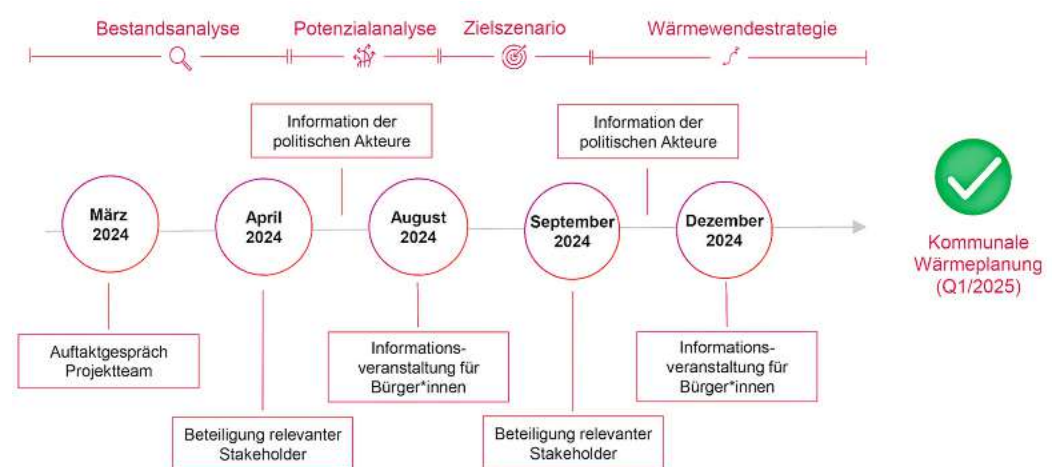 Bestandsanalyse
Potenzialanalyse
Zielszenario
Wärmewendestrategie
Information der
politischen Akteure
Information der
politischen Akteure
März
2024
April
2024
August
2024
September
2024
Dezember
2024
Kommunale
Wärmeplanung
(Q1/2025)
Auftaktgespräch
Projektteam
Informations-
veranstaltung für
Bürger*innen
Informations-
veranstaltung für
Bürger*innen
Beteiligung relevanter
Stakeholder
Beteiligung relevanter
Stakeholder